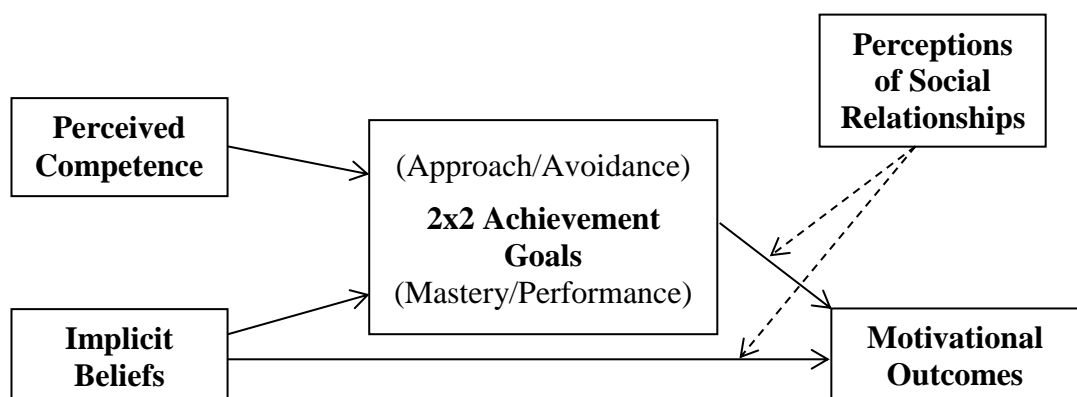 Perceptions
of Social
Relationships
Perceived
Competence
(Approach/Avoidance)
2x2 Achievement
Goals
(Mastery/Performance)
Implicit
Beliefs
Motivational
Outcomes